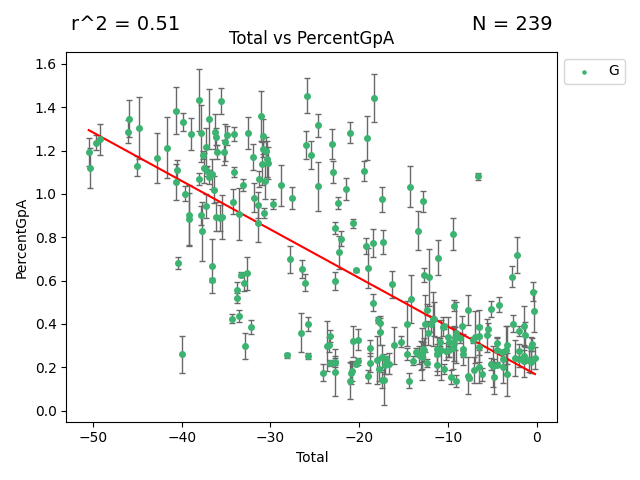 r^2 = 0.51 N = 239
Total vs PercentGpA
G
1.6
1.4
1.2
1.0
0.8
0.6
0.4
0.2
0.0
PercentGpA
−50 −40 −30 −20 −10 0
Total